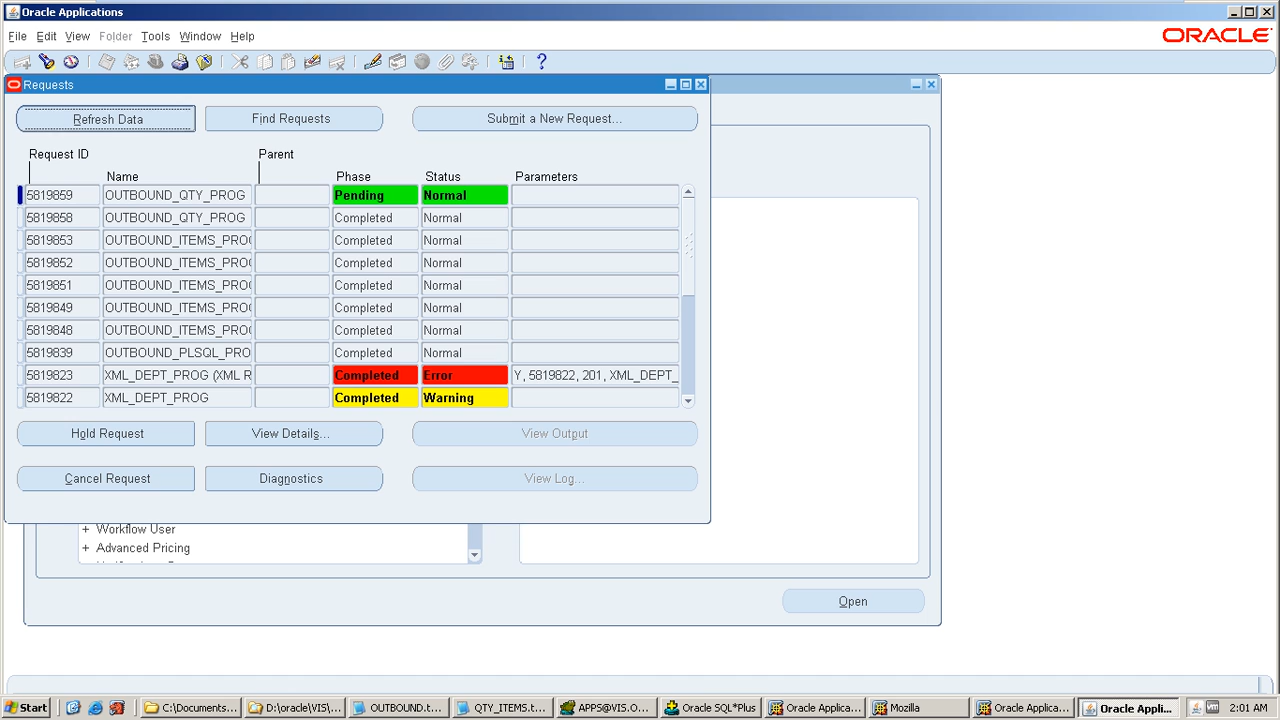 Oracle Applications
File Edit View Folder Tools Window Help
ORACLE
Requests
Refresh Data Find Requests Submit a New Request...
Request ID Parent
Name Phase Status Parameters
5819859 OUTBOUND_QTY_PROG Pending Normal
5819858 OUTBOUND_QTY_PROG Completed Normal
5819853 OUTBOUND_ITEMS_PRO Completed Normal
5819852 OUTBOUND_ITEMS_PRO Completed Normal
5819851 OUTBOUND_ITEMS_PRO Completed Normal
5819849 OUTBOUND_ITEMS_PRO Completed Normal
5819848 OUTBOUND_ITEMS_PRO Completed Normal
5819839 OUTBOUND_PLSQL_PRO Completed Normal
5819823 XML_DEPT_PROG (XML R Completed Error Y, 5819822, 201, XML_DEPT_
5819822 XML_DEPT_PROG Completed Warning
Hold Request View Details... View Output
Cancel Request Diagnostics View Log...
+ Workflow User
+ Advanced Pricing
Open
Start C:\Documents... D:\oracle\VIS\... OUTBOUND.t... QTY_ITEMS.t... APPS@VIS.O... Oracle SQL*Plus Oracle Applica... Mozilla Oracle Applica... Oracle Applica... 2:01 AM